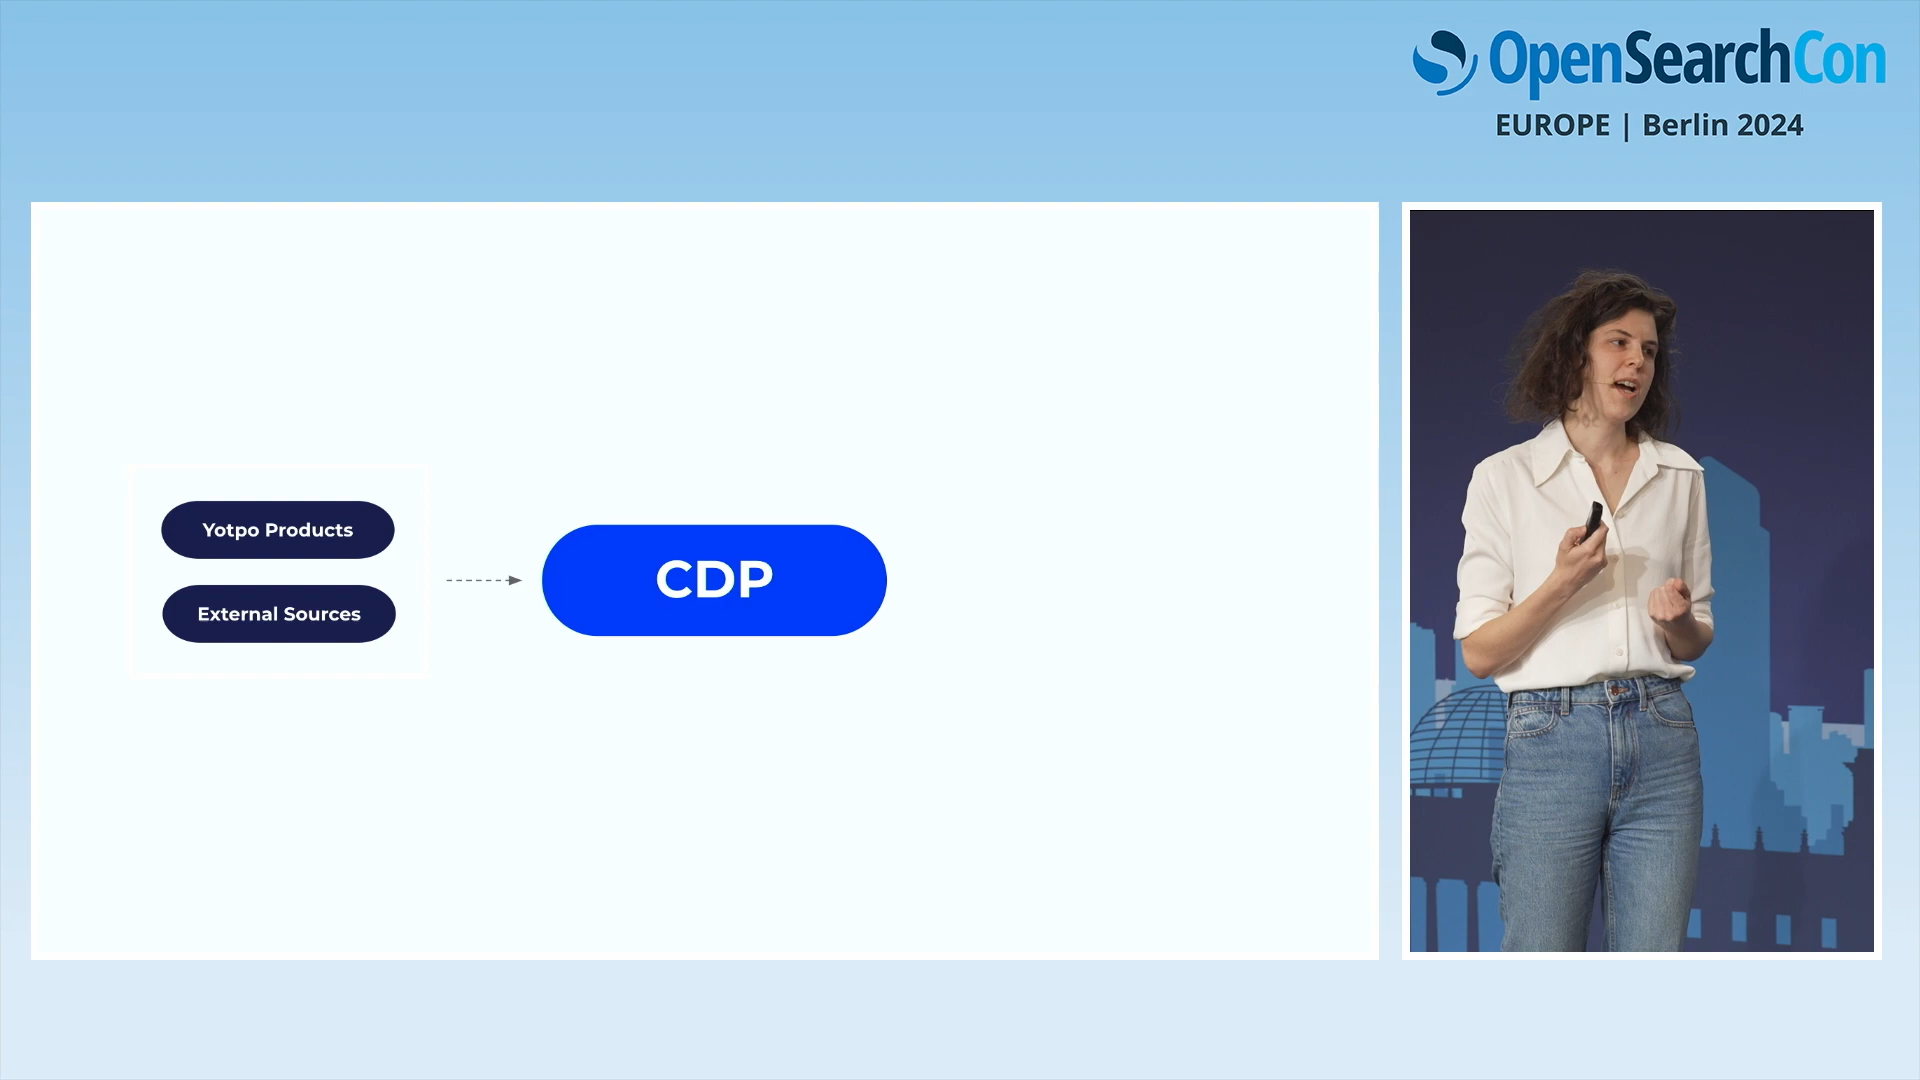 OpenSearchCon
EUROPE | Berlin 2024
Yotpo Products
External Sources
CDP